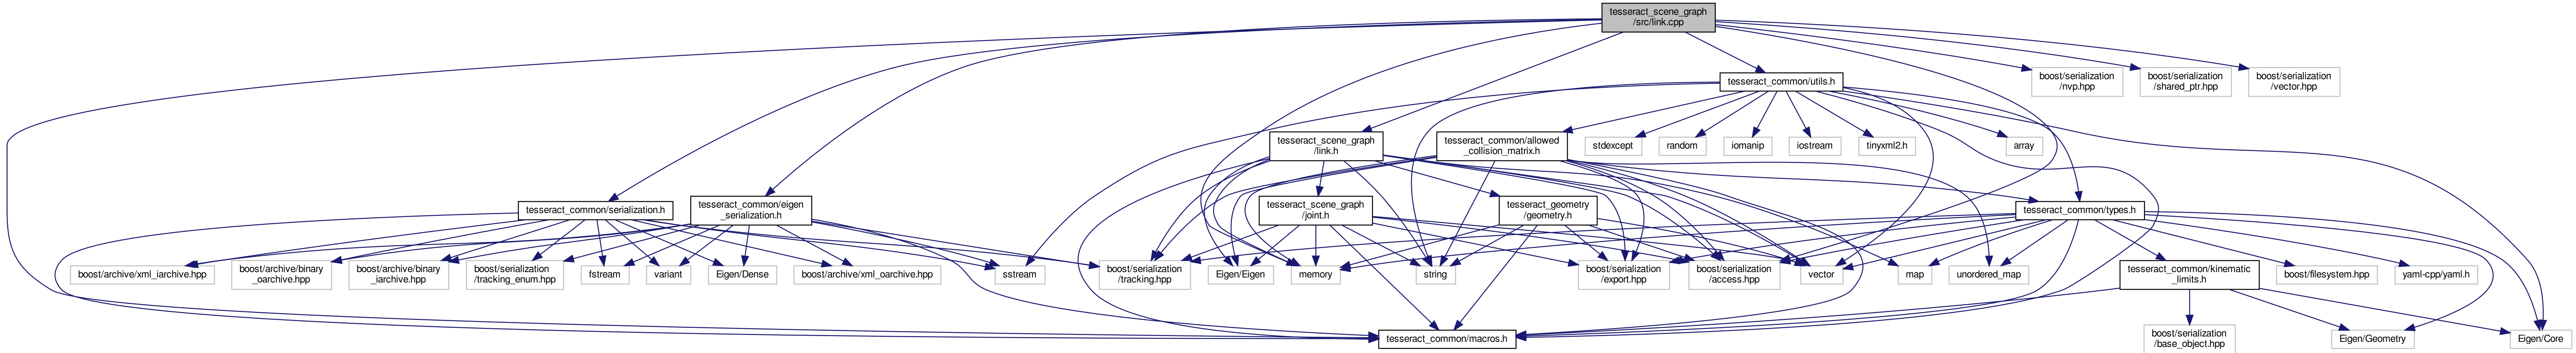 tesseract_scene_graph
/src/link.cpp
tesseract_common/utils.h
boost/serialization
/nvp.hpp
boost/serialization
/shared_ptr.hpp
boost/serialization
/vector.hpp
tesseract_scene_graph
/link.h
tesseract_common/allowed
_collision_matrix.h
stdexcept
random
iomanip
iostream
tinyxml2.h
array
tesseract_common/serialization.h
tesseract_common/eigen
_serialization.h
tesseract_scene_graph
/joint.h
tesseract_geometry
/geometry.h
tesseract_common/types.h
boost/archive/xml_iarchive.hpp
boost/archive/binary
_oarchive.hpp
boost/archive/binary
_iarchive.hpp
boost/serialization
/tracking_enum.hpp
fstream
variant
Eigen/Dense
boost/archive/xml_oarchive.hpp
sstream
boost/serialization
/tracking.hpp
Eigen/Eigen
memory
string
boost/serialization
/export.hpp
boost/serialization
/access.hpp
vector
map
unordered_map
tesseract_common/kinematic
_limits.h
boost/filesystem.hpp
yaml-cpp/yaml.h
tesseract_common/macros.h
boost/serialization
/base_object.hpp
Eigen/Geometry
Eigen/Core